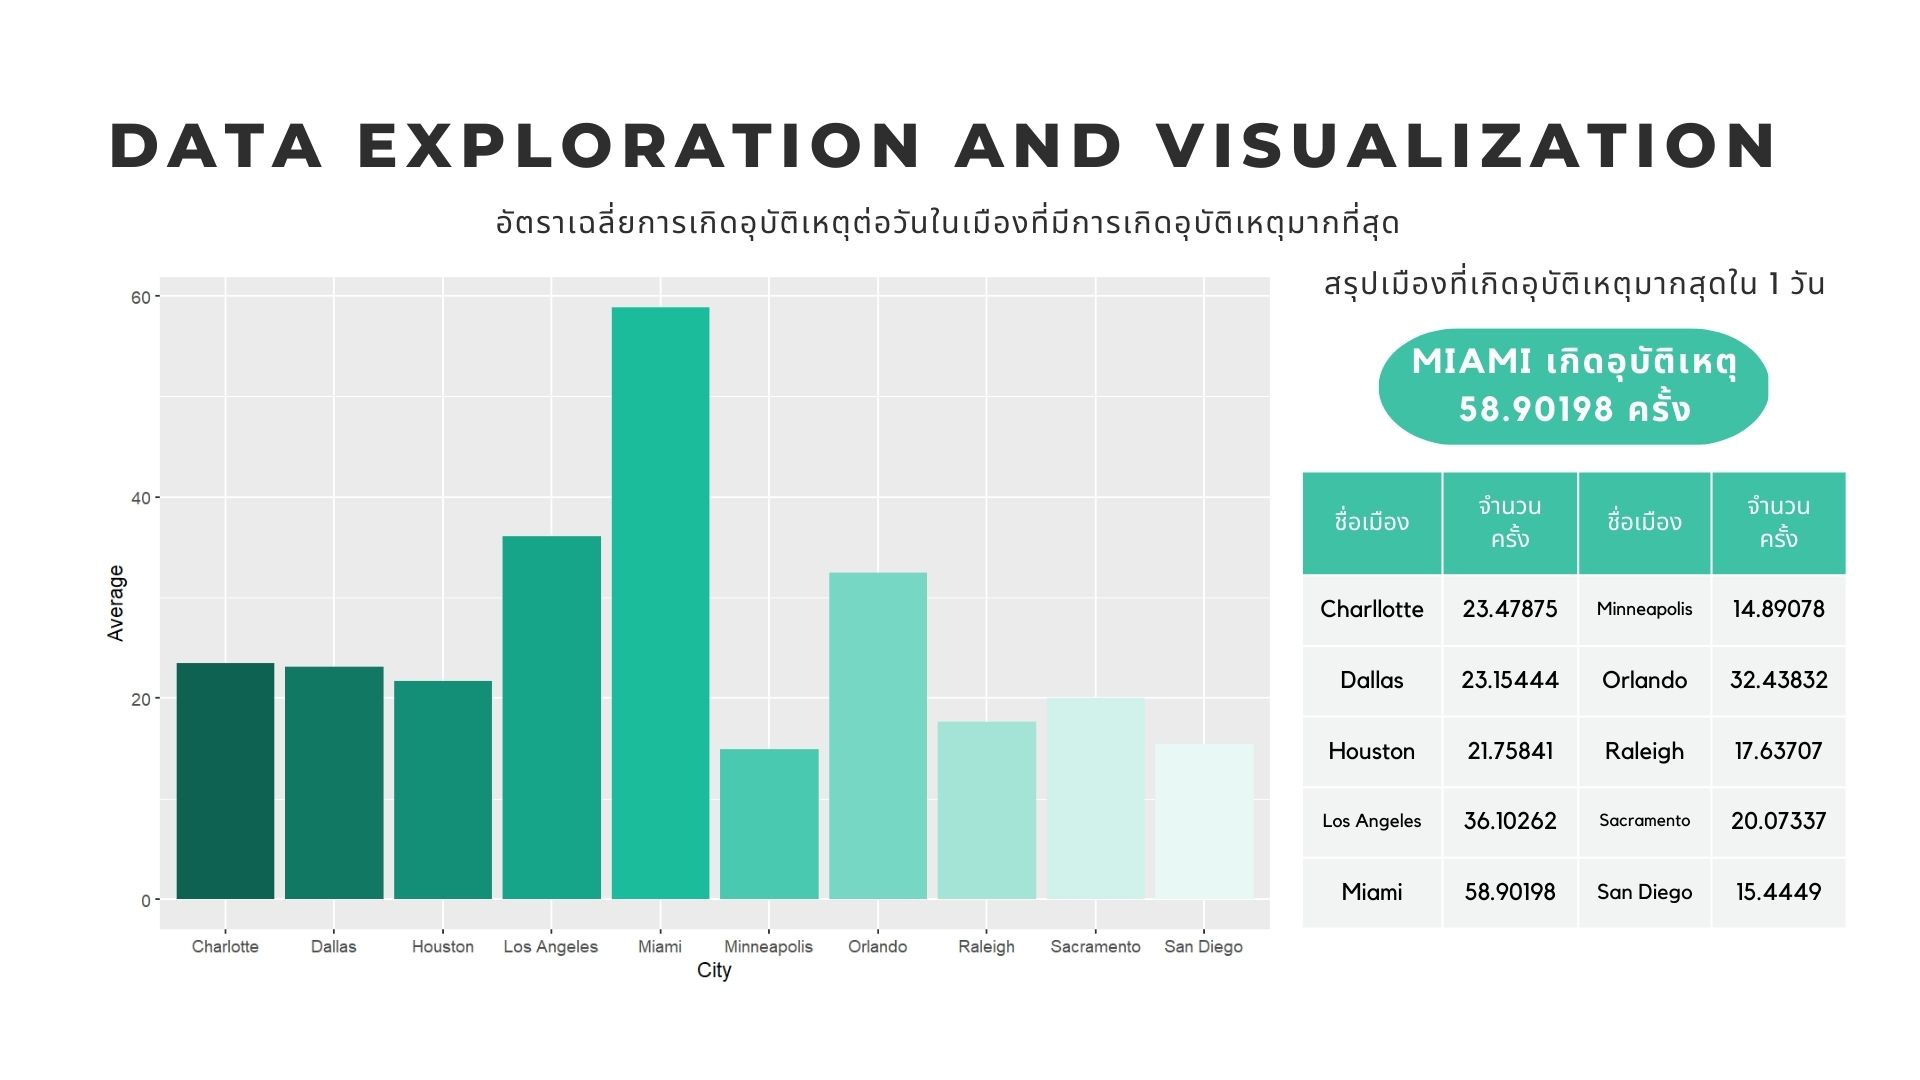 DATA EXPLORATION AND VISUALIZATION
อัตราเฉลี่ยการเกิดอุบัติเหตุต่อวันในเมืองที่มีการเกิดอุบัติเหตุมากที่สุด
60
40
20
0
Average
Charlotte Dallas Houston Los Angeles Miami Minneapolis Orlando Raleigh Sacramento San Diego
City
สรุปเมืองที่เกิดอุบัติเหตุมากสุดใน 1 วัน
MIAMI เกิดอุบัติเหตุ
58.90198 ครั้ง
ชื่อเมือง จำนวน ชื่อเมือง จำนวน
ครั้ง ครั้ง
Charllotte 23.47875 Minneapolis 14.89078
Dallas 23.15444 Orlando 32.43832
Houston 21.75841 Raleigh 17.63707
Los Angeles 36.10262 Sacramento 20.07337
Miami 58.90198 San Diego 15.4449